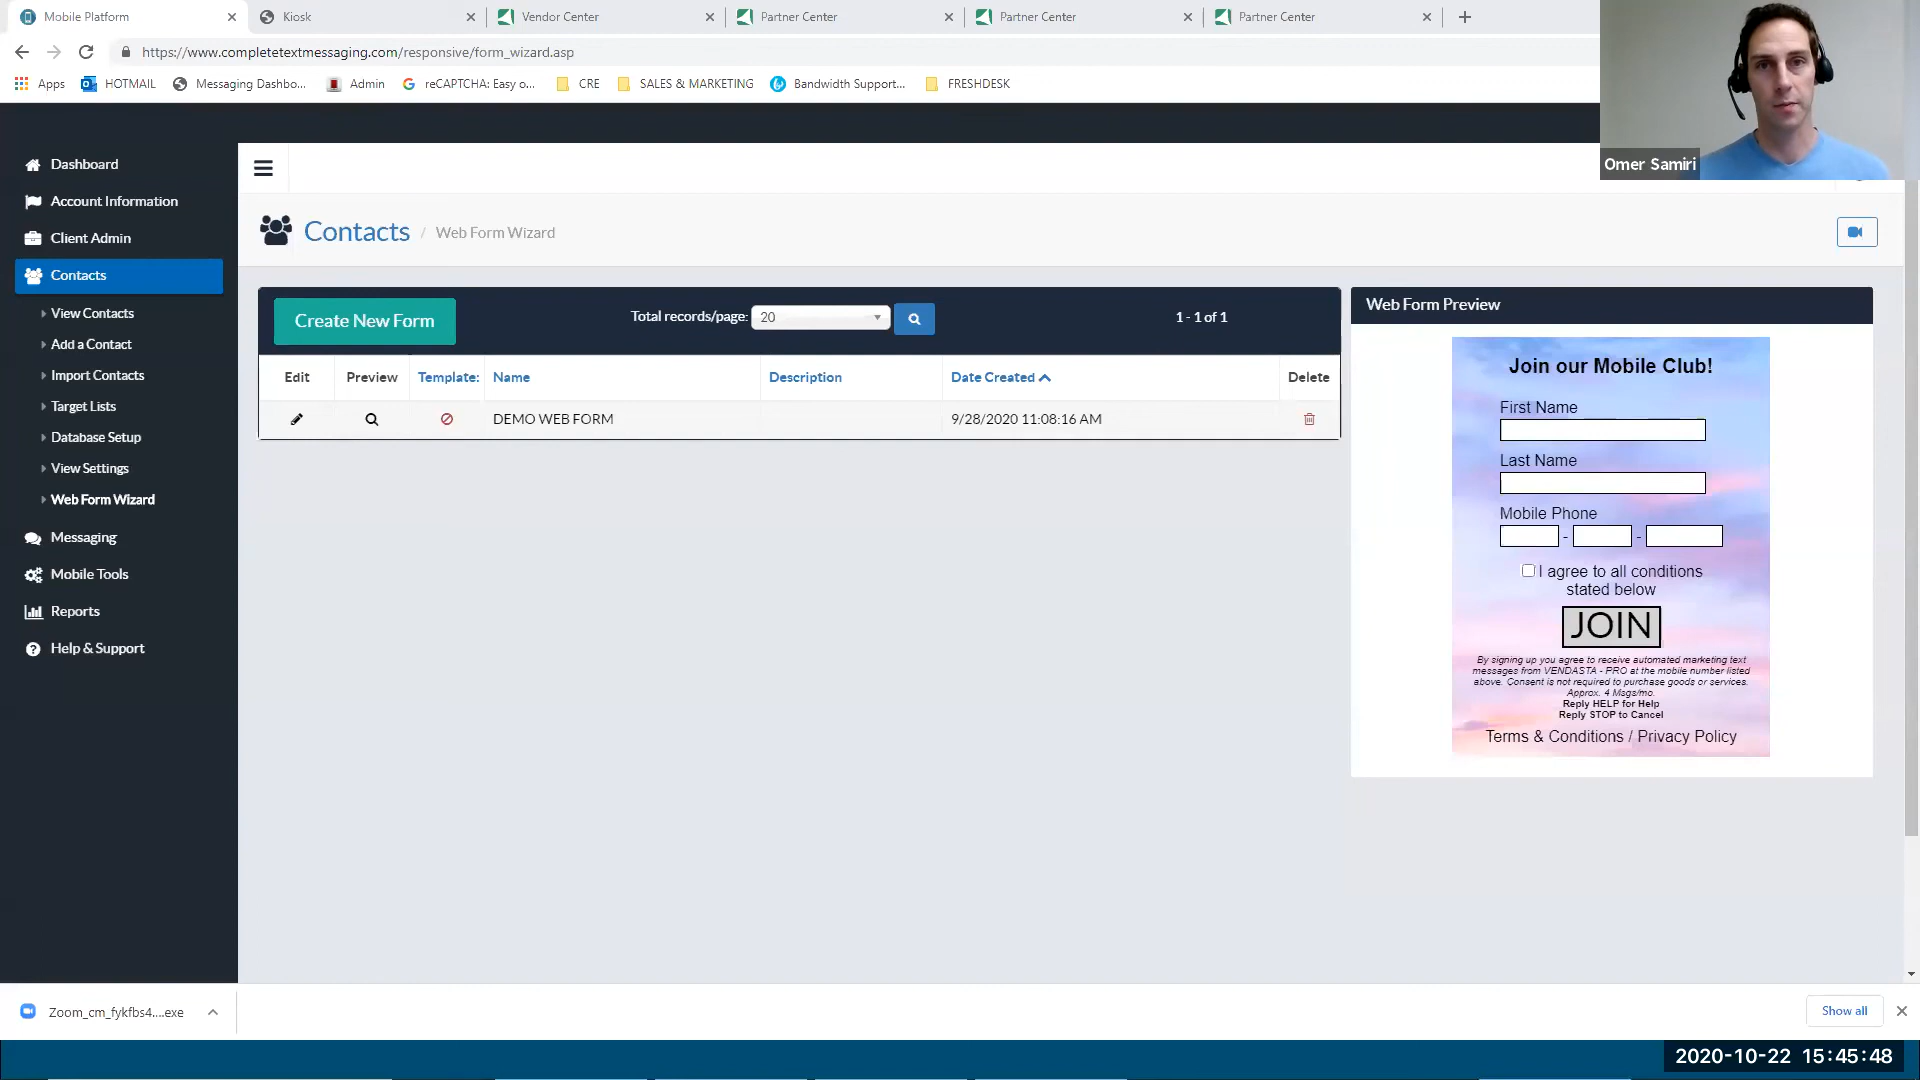 Mobile Platform
Kiosk
Vendor Center
Partner Center
Partner Center
Partner Center
https://www.completetextmessaging.com/responsive/form_wizard.asp
Apps
HOTMAIL
Messaging Dashbo...
Admin
reCAPTCHA: Easy o...
CRE
SALES & MARKETING
Bandwidth Support...
FRESHDESK
Omer Samiri
Dashboard
Account Information
Client Admin
Contacts
View Contacts
Add a Contact
Import Contacts
Target Lists
Database Setup
View Settings
Web Form Wizard
Messaging
Mobile Tools
Reports
Help & Support
Contacts / Web Form Wizard
Create New Form
Total records/page: 20
1 - 1 of 1
Edit Preview Template: Name Description Date Created Delete
DEMO WEB FORM 9/28/2020 11:08:16 AM
Web Form Preview
Join our Mobile Club!
First Name
Last Name
Mobile Phone
- -
I agree to all conditions
stated below
JOIN
By signing up you agree to receive automated marketing text
messages from VENDASTA - PRO at the mobile number listed
above. Consent is not required to purchase goods or services.
Approx. 4 Msgs/mo.
Reply HELP for Help
Reply STOP to Cancel
Terms & Conditions / Privacy Policy
Zoom_cm_fykfbs4....exe
Show all
2020-10-22 15:45:48